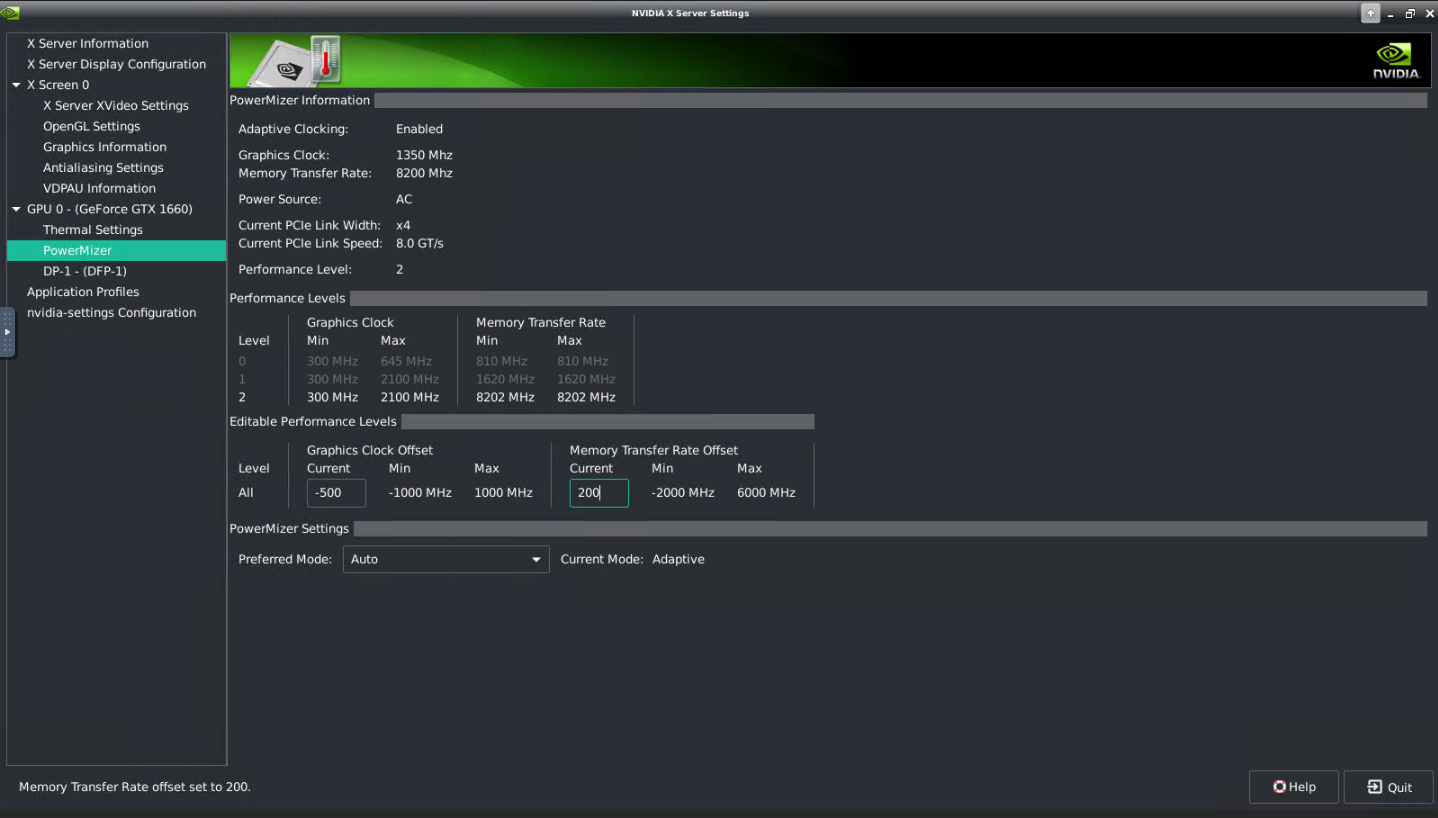 NVIDIA X Server Settings
X Server Information
X Server Display Configuration
X Screen 0
X Server XVideo Settings
OpenGL Settings
Graphics Information
Antialiasing Settings
VDPAU Information
GPU 0 - (GeForce GTX 1660)
Thermal Settings
PowerMizer
DP-1 - (DFP-1)
Application Profiles
nvidia-settings Configuration
NVIDIA.
PowerMizer Information
Adaptive Clocking: Enabled
Graphics Clock: 1350 Mhz
Memory Transfer Rate: 8200 Mhz
Power Source: AC
Current PCIe Link Width: x4
Current PCIe Link Speed: 8.0 GT/s
Performance Level: 2
Performance Levels
Graphics Clock Memory Transfer Rate
Level Min Max Min Max
0 300 MHz 645 MHz 810 MHz 810 MHz
1 300 MHz 2100 MHz 1620 MHz 1620 MHz
2 300 MHz 2100 MHz 8202 MHz 8202 MHz
Editable Performance Levels
Graphics Clock Offset Memory Transfer Rate Offset
Level Current Min Max Current Min Max
All -500 -1000 MHz 1000 MHz 200 -2000 MHz 6000 MHz
PowerMizer Settings
Preferred Mode: Auto Current Mode: Adaptive
Memory Transfer Rate offset set to 200.
Help Quit